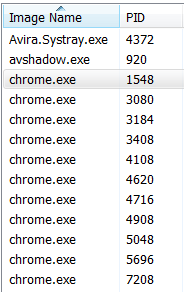 Image Name PID
Avira.Systray.exe 4372
avshadow.exe 920
chrome.exe 1548
chrome.exe 3080
chrome.exe 3184
chrome.exe 3408
chrome.exe 4108
chrome.exe 4620
chrome.exe 4716
chrome.exe 4908
chrome.exe 5048
chrome.exe 5696
chrome.exe 7208